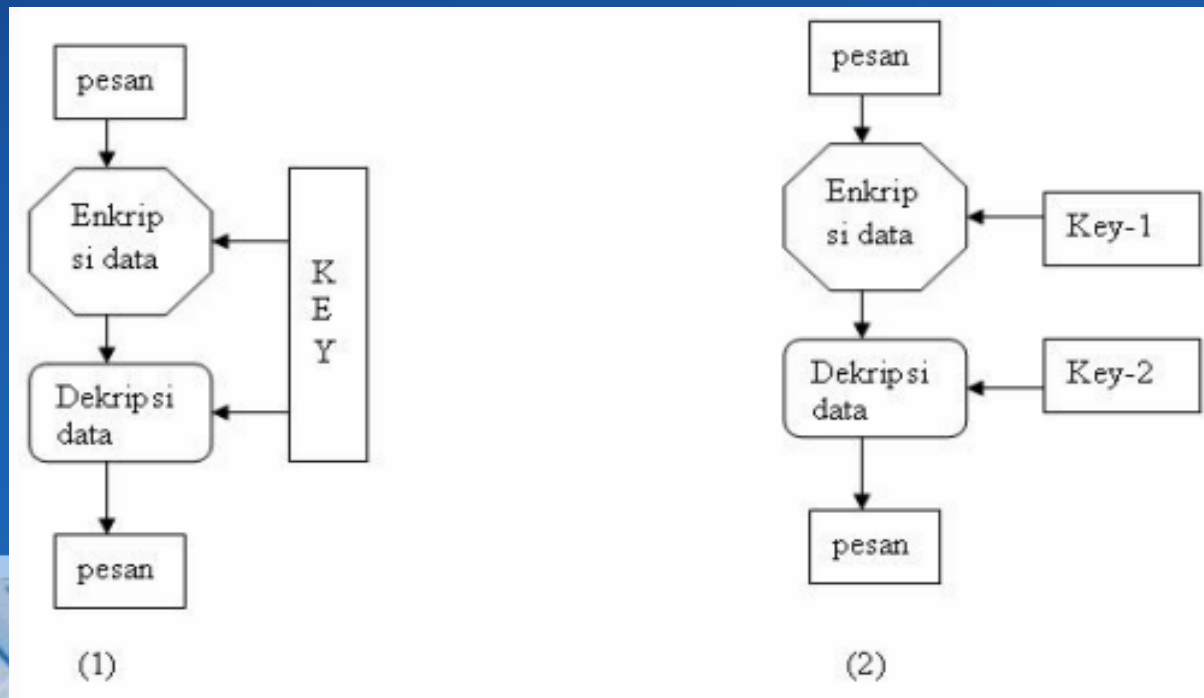 pesan
Enkrip
si data
K
E
Y
Dekripsi
data
pesan
(1)
pesan
Enkrip
si data
Key-1
Dekripsi
data
Key-2
pesan
(2)